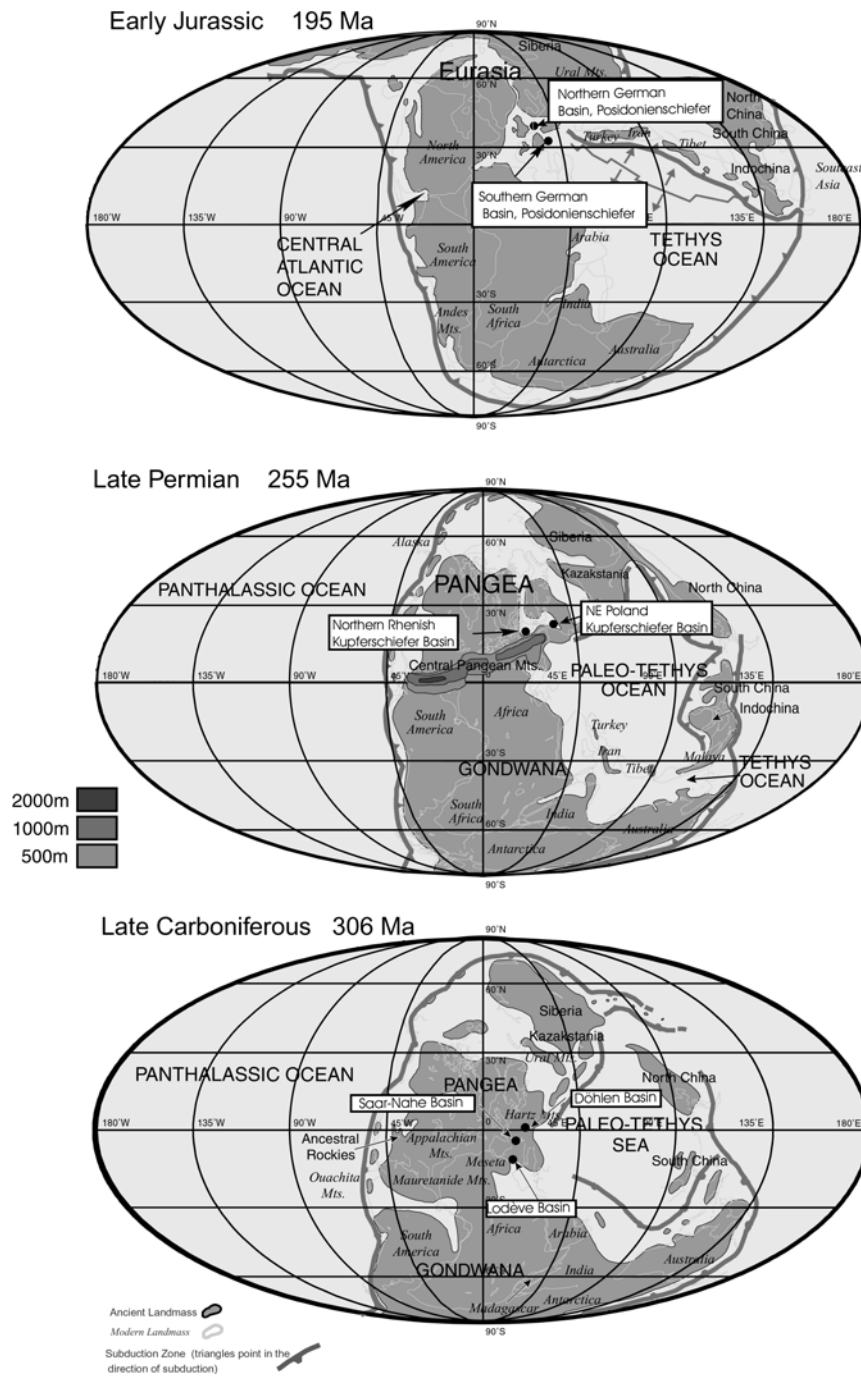 Early Jurassic 195 Ma
90˚N
Siberia
Ural Mts.
Eurasia
60˚N
Northern German
Basin, Posidonienschiefer
North
China
South China
Turkey
Iran
Tibet
North
America
30˚N
Indochina
Southeast
Asia
Southern German
Basin, Posidonienschiefer
180˚W
90˚W
45˚W
135˚E
180˚E
CENTRAL
ATLANTIC
OCEAN
South
America
Arabia
TETHYS
OCEAN
30˚S
Andes
Mts.
South
Africa
India
60˚S
Antarctica
Australia
90˚S
Late Permian 255 Ma
90˚N
Alaska
60˚N
Siberia
Kazakstania
PANTHALASSIC OCEAN
PANGEA
North China
30˚N
Northern Rhenish
Kupferschiefer Basin
NE Poland
Kupferschiefer Basin
Central Pangean Mts.
PALEO-TETHYS
OCEAN
180˚W
90˚W
0
45˚E
90˚E
180˚E
South China
Indochina
South
America
Africa
Turkey
Iran
Malaya
30˚S
GONDWANA
Tibet
TETHYS
OCEAN
South
Africa
India
60˚S
Australia
Antarctica
90˚S
2000m
1000m
500m
Late Carboniferous 306 Ma
90˚N
60˚N
Siberia
Kazakstania
Ural Mts.
30˚N
PANTHALASSIC OCEAN
PANGEA
North China
Saar-Nahe Basin
Döhlen Basin
Hartz Mts.
180˚W
90˚W
45˚W
0
45˚E
90˚E
135˚E
180˚E
PALEO-TETHYS
SEA
Ancestral
Rockies
Appalachian
Mts.
Ouachita
Mts.
Meseta
South China
Mauretanide Mts.
Lodève Basin
South
America
Africa
Arabia
Australia
GONDWANA
India
Madagascar
Antarctica
90˚S
Ancient Landmass
Modern Landmass
Subduction Zone (triangles point in the
direction of subduction)